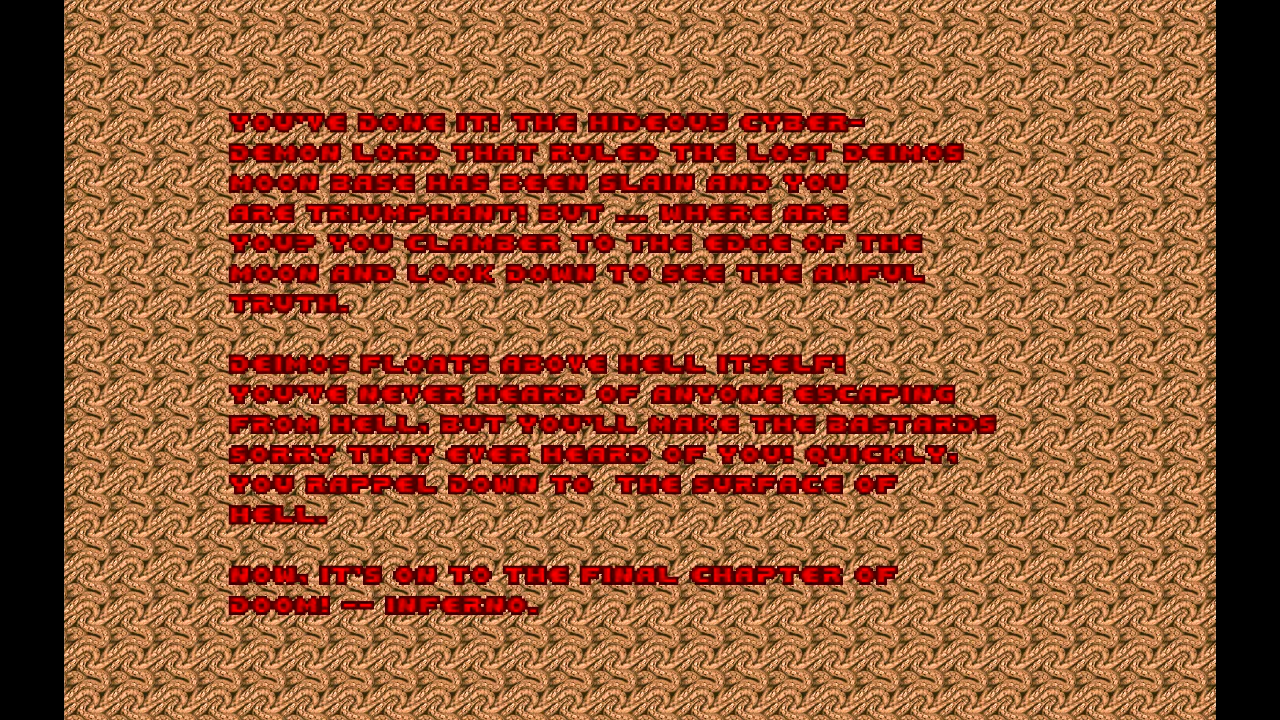 YOU'VE DONE IT! THE HIDEOUS CYBER-
DEMON LORD THAT RULED THE LOST DEIMOS
MOON BASE HAS BEEN SLAIN AND YOU
ARE TRIUMPHANT! BUT ... WHERE ARE
YOU? YOU CLAMBER TO THE EDGE OF THE
MOON AND LOOK DOWN TO SEE THE AWFUL
TRUTH.
DEIMOS FLOATS ABOVE HELL ITSELF!
YOU'VE NEVER HEARD OF ANYONE ESCAPING
FROM HELL, BUT YOU'LL MAKE THE BASTARDS
SORRY THEY EVER HEARD OF YOU! QUICKLY,
YOU RAPPEL DOWN TO  THE SURFACE OF
HELL.
NOW, IT'S ON TO THE FINAL CHAPTER OF
DOOM! -- INFERNO.